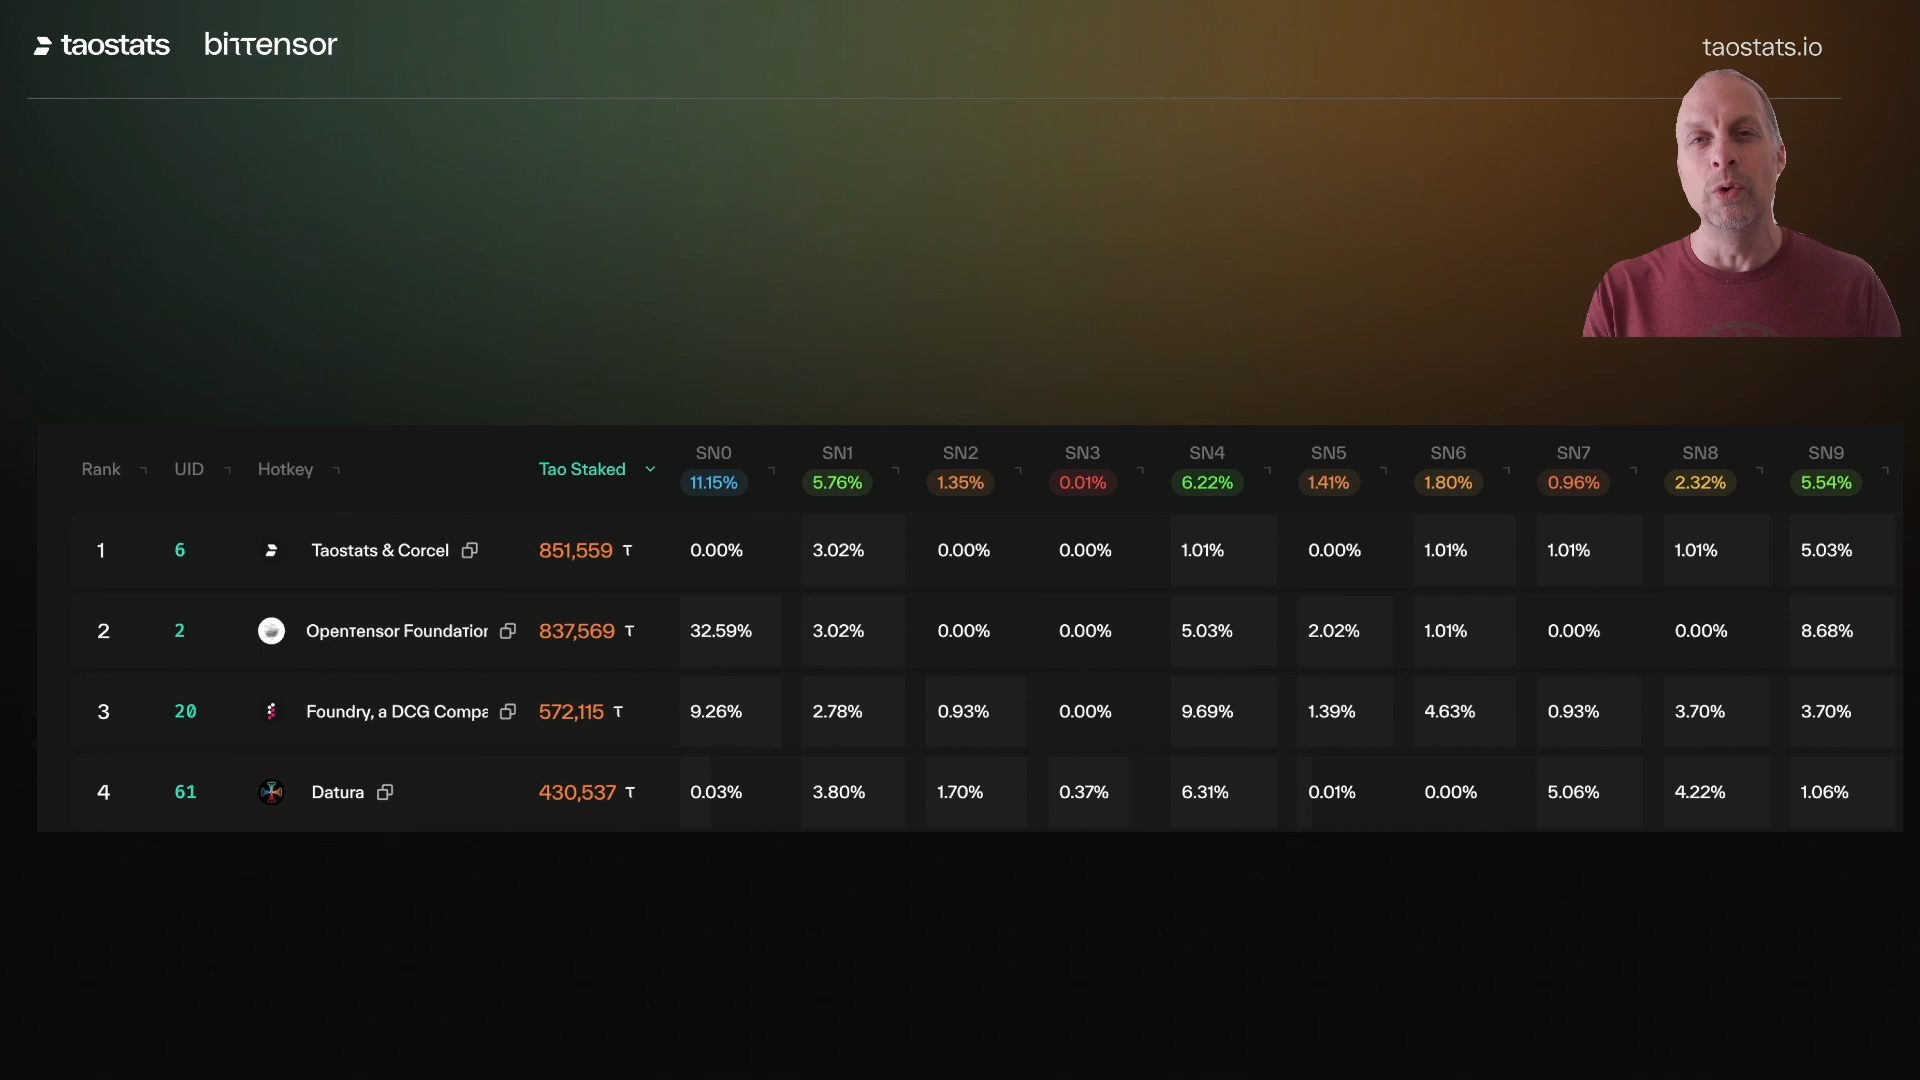 taostats bittensor taostats.io
Rank UID Hotkey Tao Staked SN0 SN1 SN2 SN3 SN4 SN5 SN6 SN7 SN8 SN9
11.15% 5.76% 1.35% 0.01% 6.22% 1.41% 1.80% 0.96% 2.32% 5.54%
1 6 Taostats & Corcel 851,559 τ 0.00% 3.02% 0.00% 0.00% 1.01% 0.00% 1.01% 1.01% 1.01% 5.03%
2 2 Openτensor Foundaτior 837,569 τ 32.59% 3.02% 0.00% 0.00% 5.03% 2.02% 1.01% 0.00% 0.00% 8.68%
3 20 Foundry, a DCG Compa 572,115 τ 9.26% 2.78% 0.93% 0.00% 9.69% 1.39% 4.63% 0.93% 3.70% 3.70%
4 61 Datura 430,537 τ 0.03% 3.80% 1.70% 0.37% 6.31% 0.01% 0.00% 5.06% 4.22% 1.06%